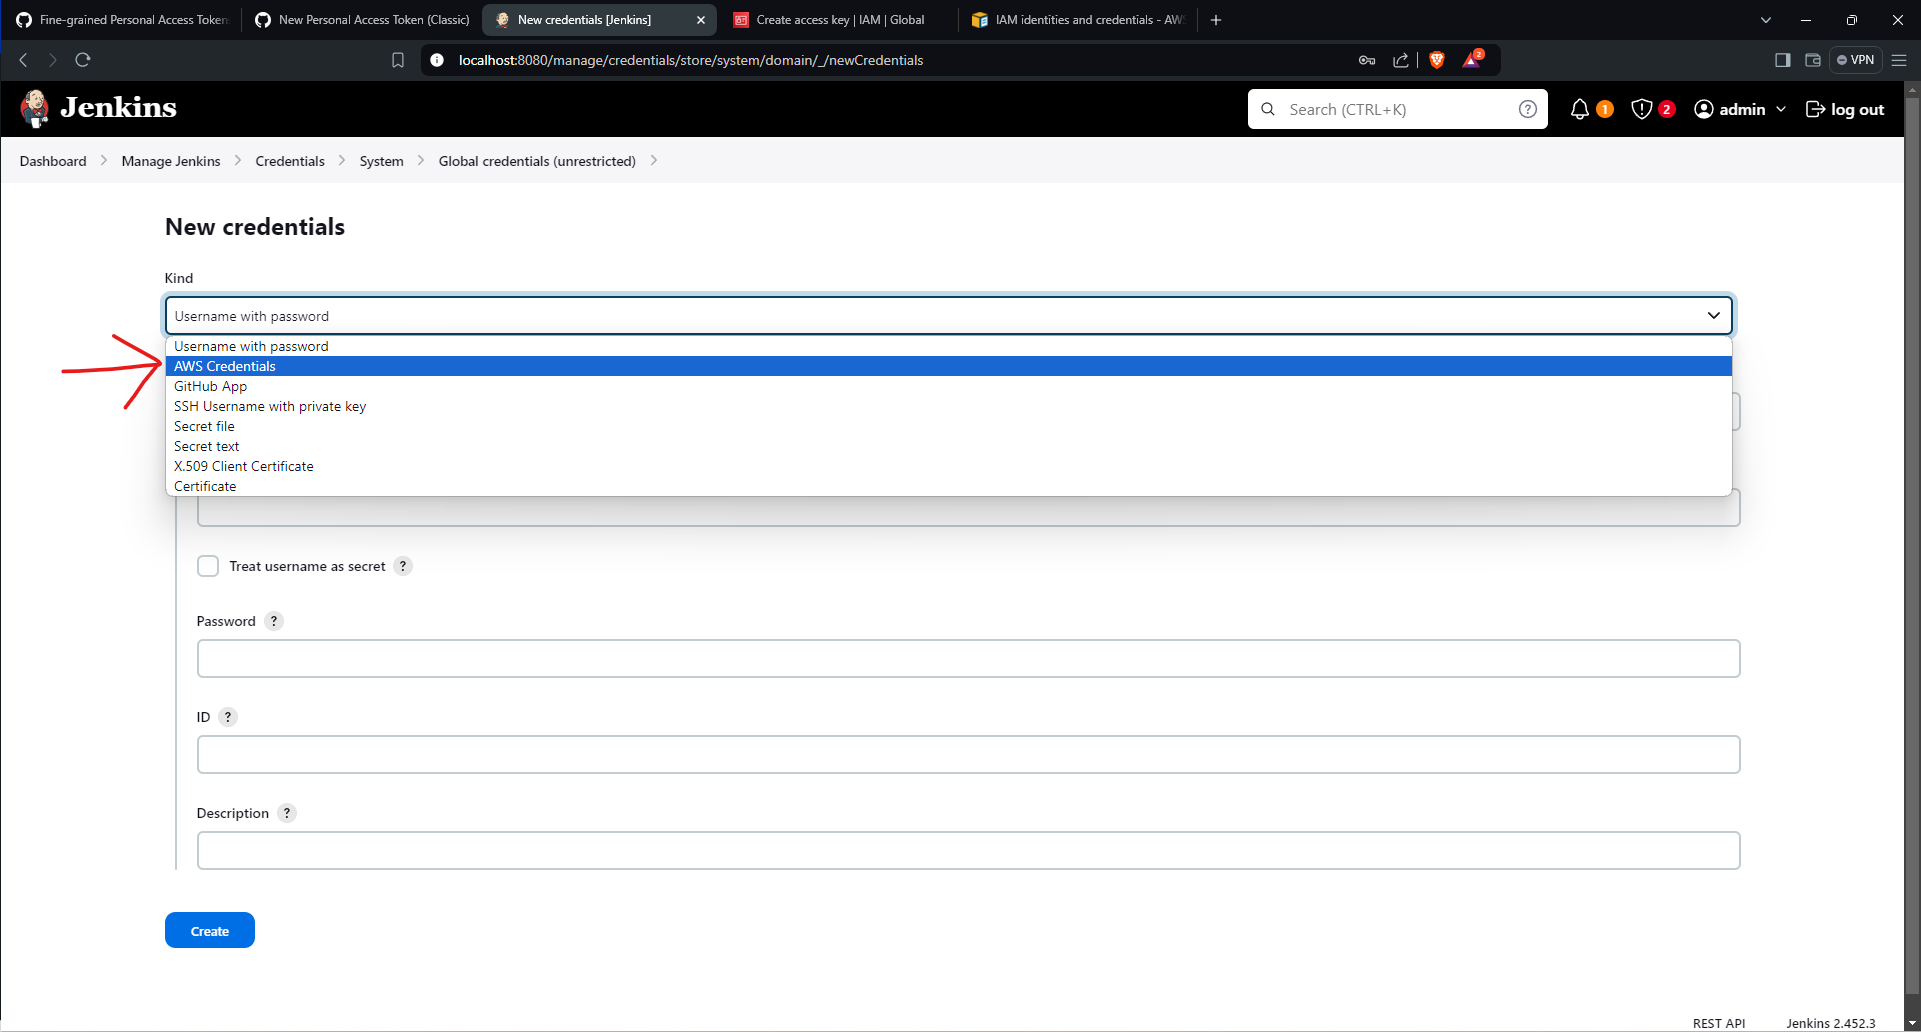 Fine-grained Personal Access Tokens
New Personal Access Token (Classic)
New credentials [Jenkins]
Create access key | IAM | Global
IAM identities and credentials - AWS
localhost:8080/manage/credentials/store/system/domain/_/newCredentials
2
VPN
Jenkins
Search (CTRL+K)
?
1
2
admin
log out
Dashboard
Manage Jenkins
Credentials
System
Global credentials (unrestricted)
New credentials
Kind
Username with password
Username with password
AWS Credentials
GitHub App
SSH Username with private key
Secret file
Secret text
X.509 Client Certificate
Certificate
Treat username as secret ?
Password ?
ID ?
Description ?
Create
REST API
Jenkins 2.452.3